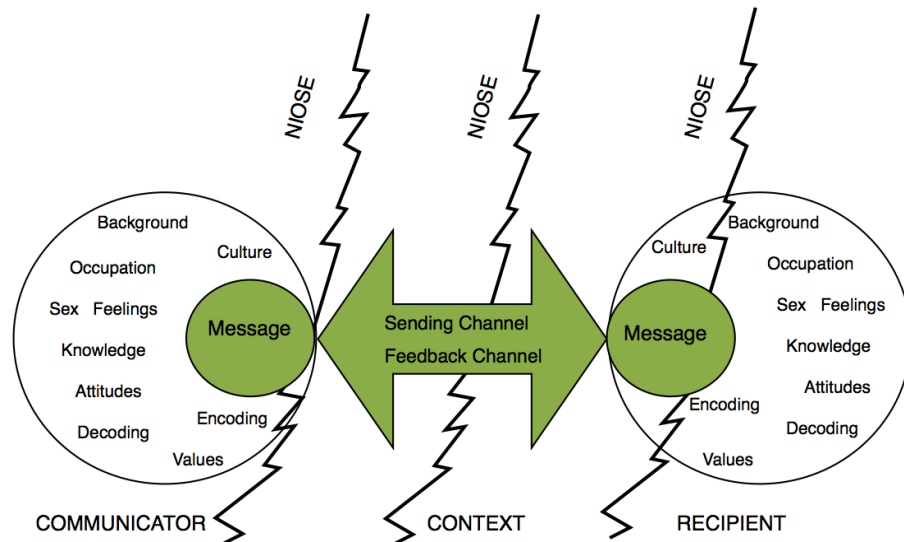 NIOSE
NIOSE
NIOSE
Background
Culture
Occupation
Sex Feelings
Message
Knowledge
Attitudes
Encoding
Decoding
Values
Sending Channel
Feedback Channel
Background
Culture
Occupation
Sex Feelings
Message
Knowledge
Attitudes
Encoding
Decoding
Values
COMMUNICATOR
CONTEXT
RECIPIENT